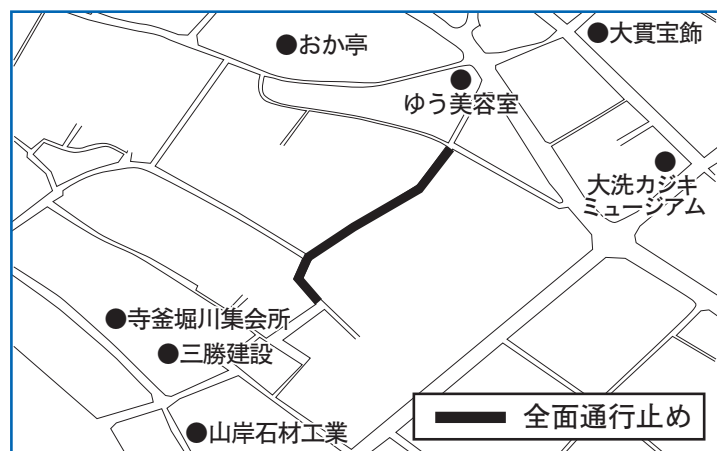 大貫宝飾
おか亭
ゆう美容室
大洗カジキ
ミュージアム
寺釜堀川集会所
三勝建設
山岸石材工業
全面通行止め